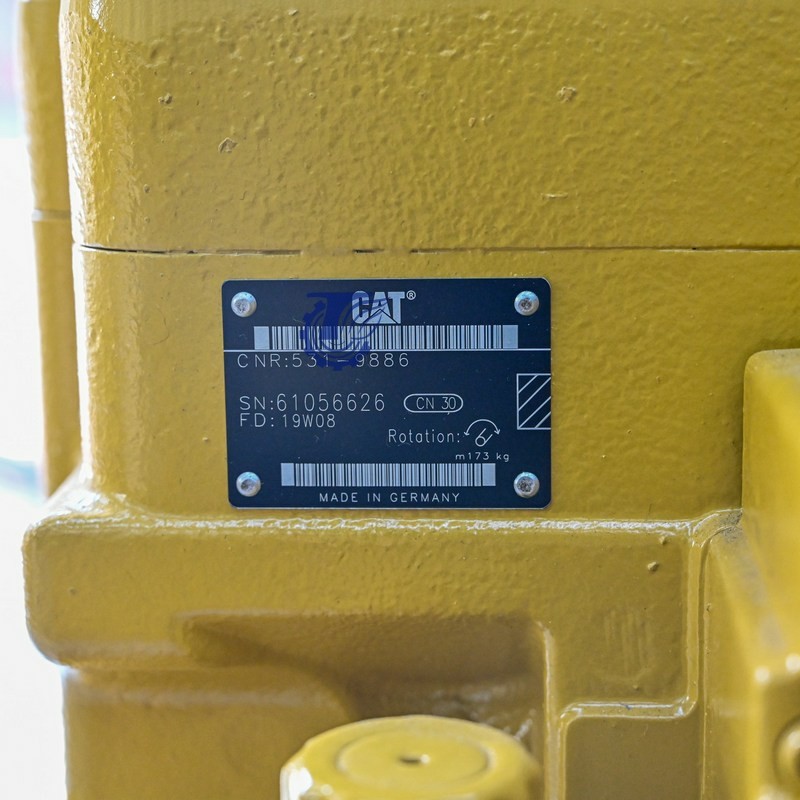 CAT®
CNR:531-9886
SN:61056626 CN 30
FD: 19W08
Rotation:
m173 kg
MADE IN GERMANY